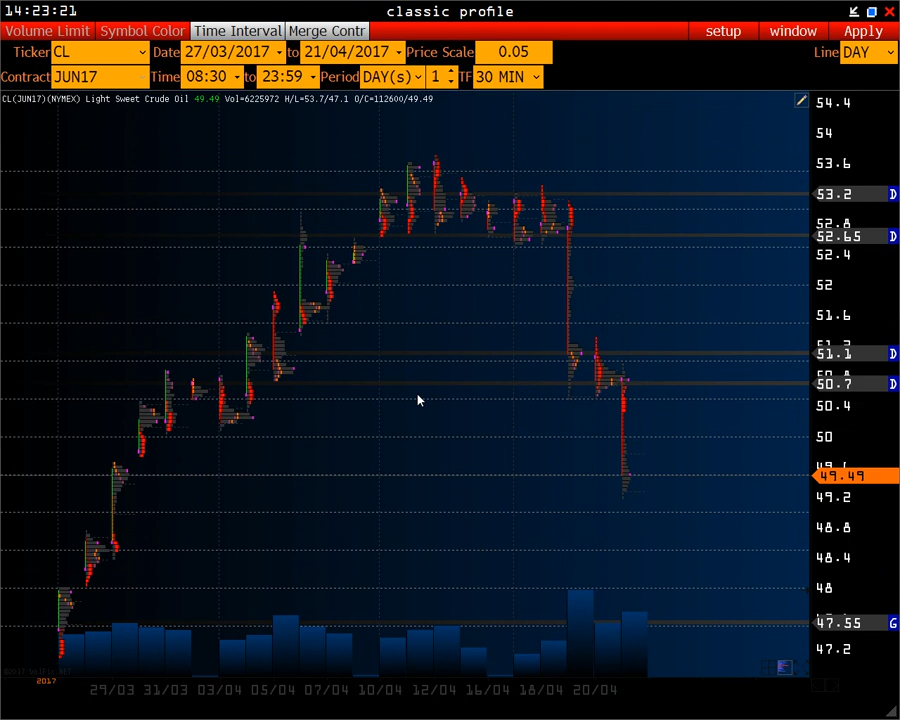 14:23:21 classic profile
Volume Limit Symbol Color Time Interval Merge Contr setup window Apply
Ticker CL Date 27/03/2017 to 21/04/2017 Price Scale 0.05 Line DAY
Contract JUN17 Time 08:30 to 23:59 Period DAY(s) 1 TF 30 MIN
CL(JUN17)(NYMEX) Light Sweet Crude Oil 49.49 Vol=6225972 H/L=53.7/47.1 O/C=112600/49.49
54.4
54
53.6
53.2 D
52.8
52.65 D
52.4
52
51.6
51.1 D
50.7 D
50.4
50
49.49
49.2
48.8
48.4
48
47.55 G
47.2
2017
29/03 31/03 03/04 05/04 07/04 10/04 12/04 16/04 18/04 20/04